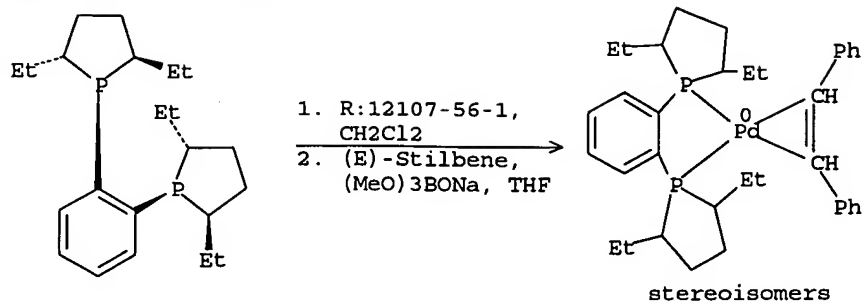 Et
Et
P
Et
P
Et
1. R:12107-56-1,
CH2Cl2
2. (E)-Stilbene,
(MeO)3BONa, THF
Et
Et
P
0
Pd
CH
Ph
CH
Ph
P
Et
Et
stereoisomers